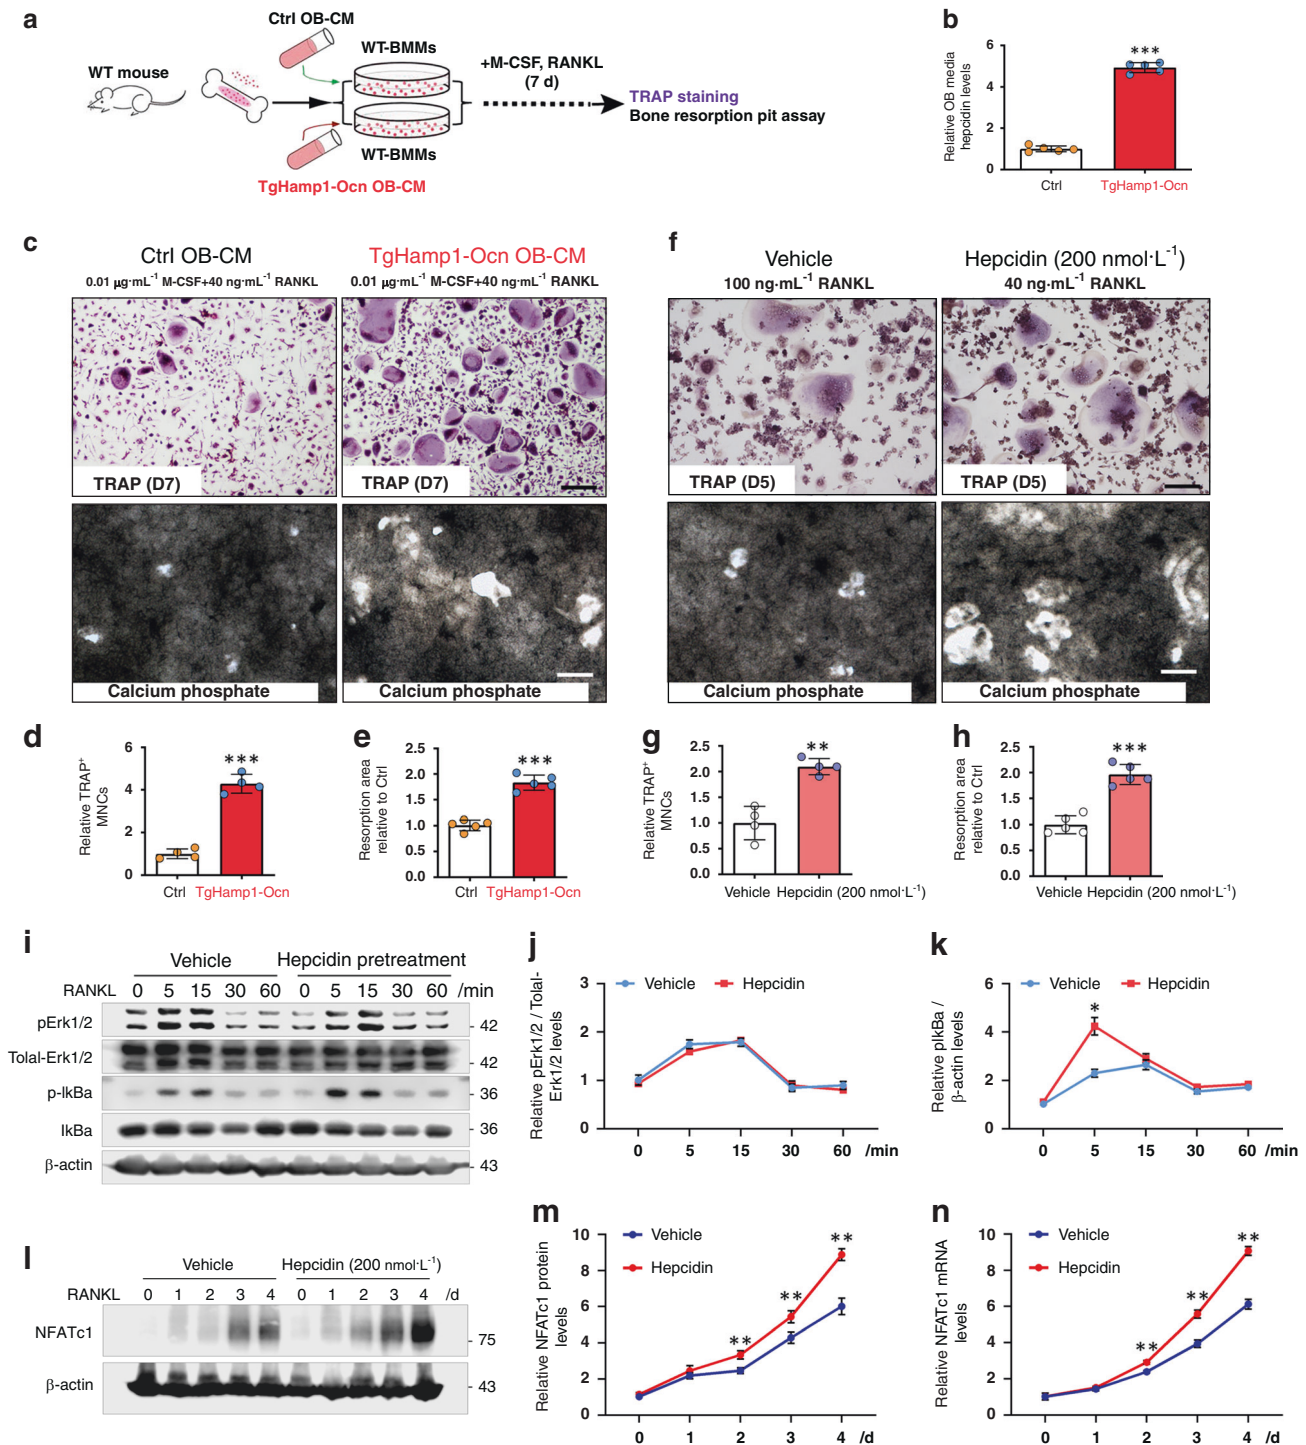 a
WT mouse
Ctrl OB-CM
WT-BMMs
WT-BMMs
TgHamp1-Ocn OB-CM
+M-CSF, RANKL
(7 d)
TRAP staining
Bone resorption pit assay
b
Relative OB media
hepcidin levels
6
4
2
0
***
Ctrl
TgHamp1-Ocn
c
Ctrl OB-CM
0.01 µg·mL⁻¹ M-CSF+40 ng·mL⁻¹ RANKL
TgHamp1-Ocn OB-CM
0.01 µg·mL⁻¹ M-CSF+40 ng·mL⁻¹ RANKL
TRAP (D7)
TRAP (D7)
Calcium phosphate
Calcium phosphate
f
Vehicle
100 ng·mL⁻¹ RANKL
Hepcidin (200 nmol·L⁻¹)
40 ng·mL⁻¹ RANKL
TRAP (D5)
TRAP (D5)
Calcium phosphate
Calcium phosphate
d
Relative TRAP⁺
MNCs
6
4
2
0
***
Ctrl
TgHamp1-Ocn
e
Resorption area
relative to Ctrl
2.5
2.0
1.5
1.0
0.5
0.0
***
Ctrl
TgHamp1-Ocn
g
Relative TRAP⁺
MNCs
2.5
2.0
1.5
1.0
0.5
0.0
**
Vehicle
Hepcidin (200 nmol·L⁻¹)
h
Resorption area
relative to Ctrl
2.5
2.0
1.5
1.0
0.5
0.0
***
Vehicle
Hepcidin (200 nmol·L⁻¹)
i
Vehicle
Hepcidin pretreatment
RANKL 0 5 15 30 60 0 5 15 30 60 /min
pErk1/2
- 42
Tolal-Erk1/2
- 42
p-IkBa
- 36
IkBa
- 36
β-actin
- 43
j
Relative pErk1/2 / Tolal-
Erk1/2 levels
3
2
1
0
Vehicle
Hepcidin
0 5 15 30 60 /min
k
Relative pIkBa /
β-actin levels
6
4
2
0
Vehicle
Hepcidin
*
0 5 15 30 60 /min
l
Vehicle
Hepcidin (200 nmol·L⁻¹)
RANKL 0 1 2 3 4 0 1 2 3 4 /d
NFATc1
- 75
β-actin
- 43
m
Relative NFATc1 protein
levels
10
8
6
4
2
0
Vehicle
Hepcidin
**
**
**
0 1 2 3 4 /d
n
Relative NFATc1 mRNA
levels
10
8
6
4
2
0
Vehicle
Hepcidin
**
**
**
0 1 2 3 4 /d